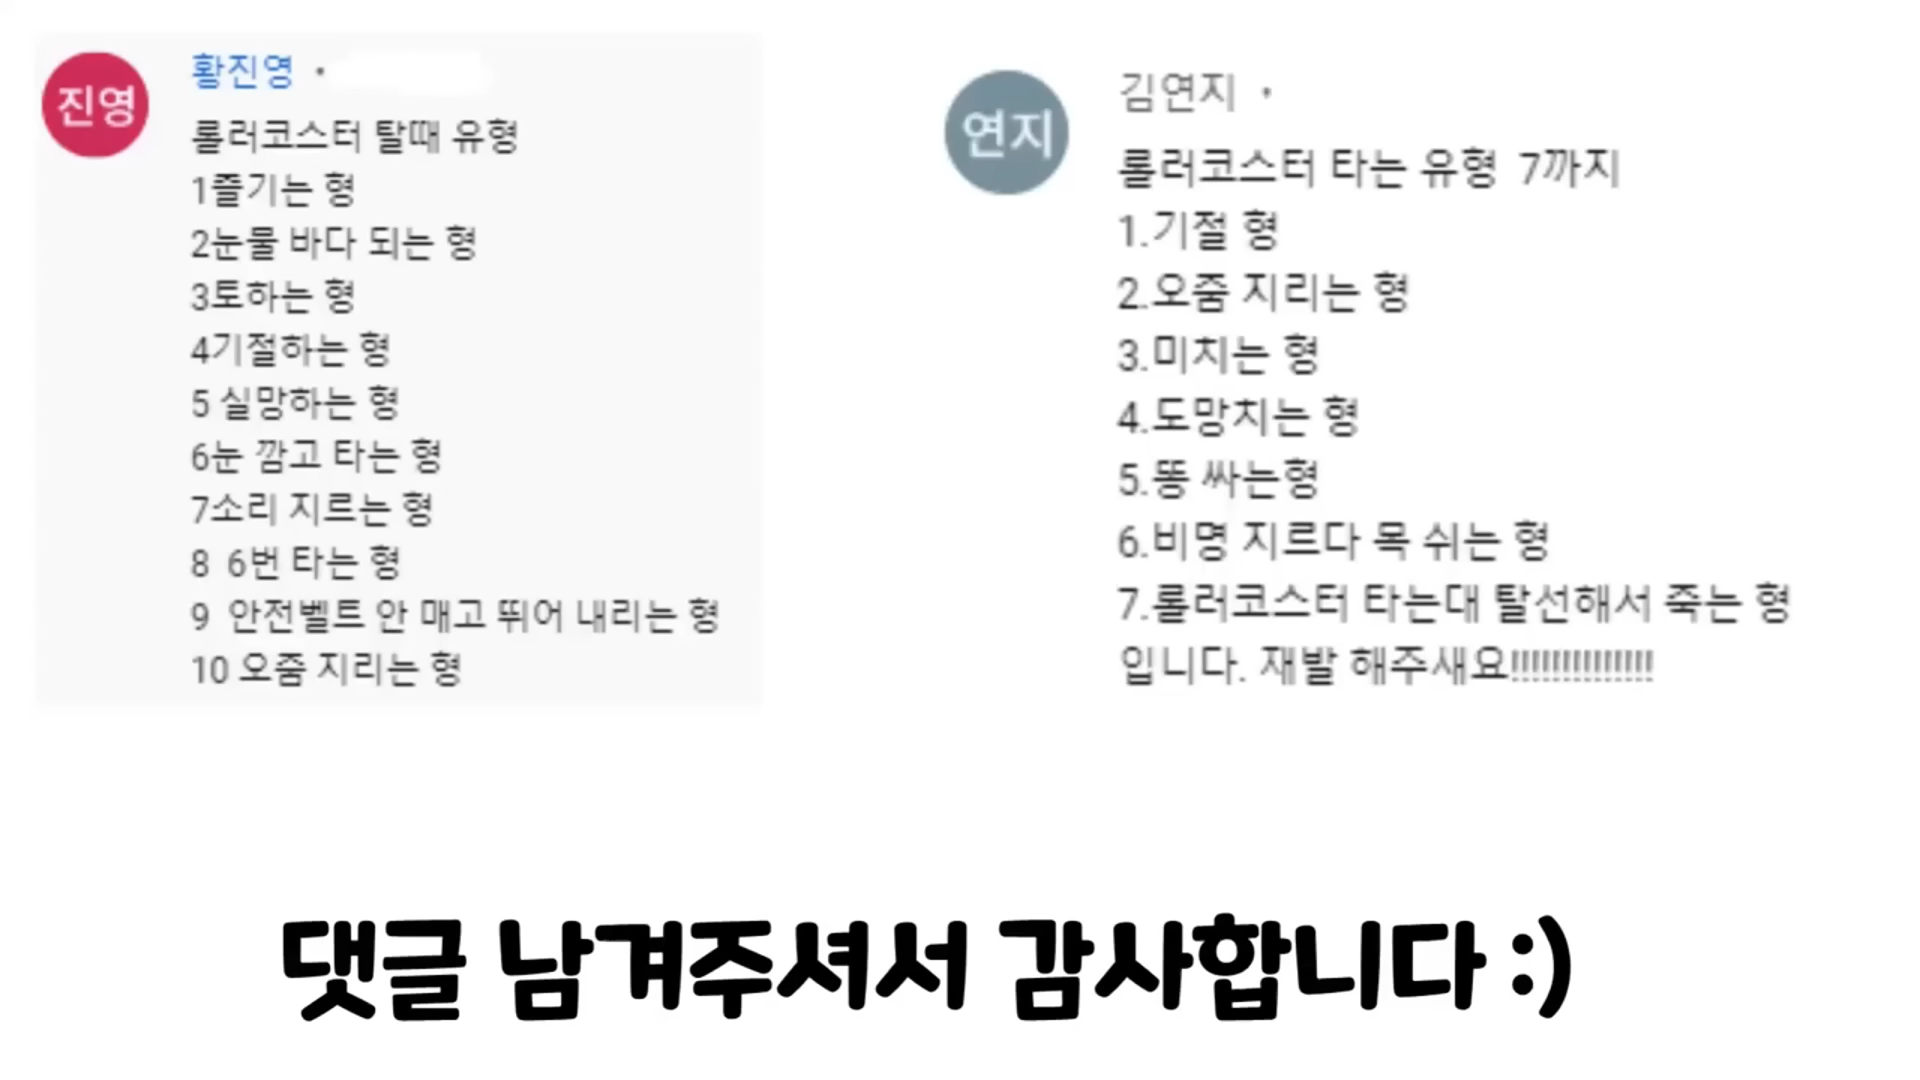 진영
황진영 •
롤러코스터 탈때 유형
1즐기는 형
2눈물 바다 되는 형
3토하는 형
4기절하는 형
5 실망하는 형
6눈 깜고 타는 형
7소리 지르는 형
8 6번 타는 형
9 안전벨트 안 매고 뛰어 내리는 형
10 오줌 지리는 형
연지
김연지 •
롤러코스터 타는 유형 7까지
1.기절 형
2.오줌 지리는 형
3.미치는 형
4.도망치는 형
5.똥 싸는형
6.비명 지르다 목 쉬는 형
7.롤러코스터 타는대 탈선해서 죽는 형
입니다. 재발 해주새요!!!!!!!!!!!!!!!
댓글 남겨주셔서 감사합니다 :)